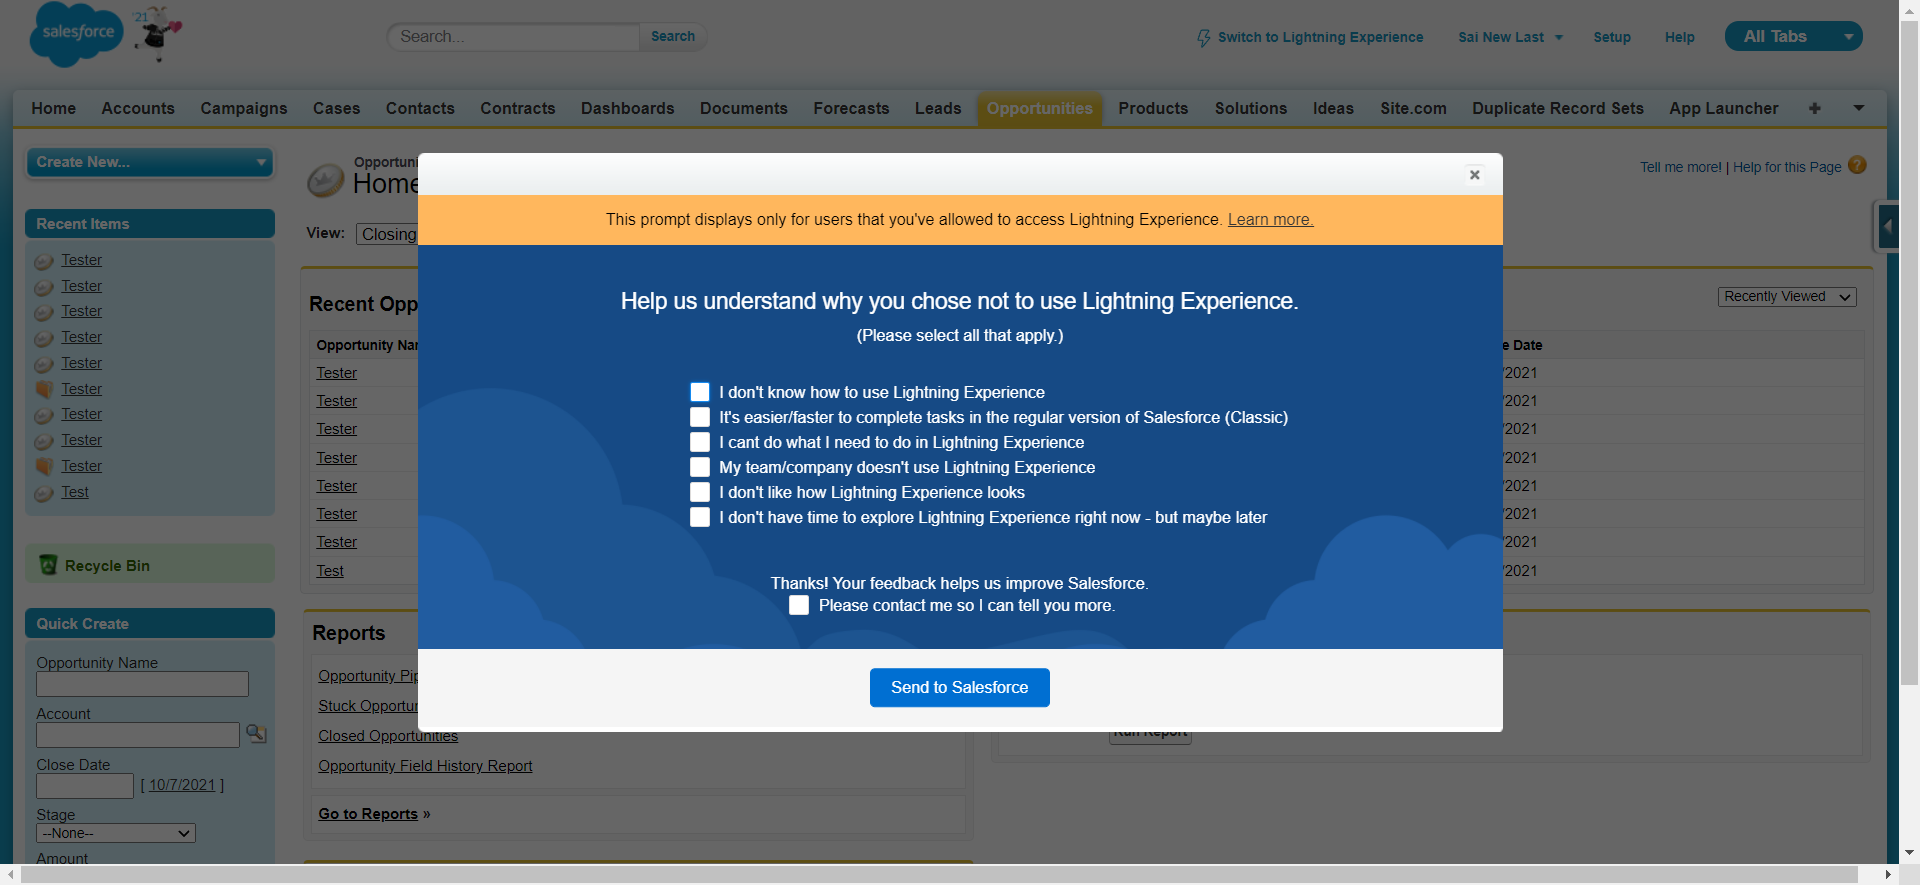 salesforce
'21
Search...
Search
Switch to Lightning Experience
Sai New Last
Setup
Help
All Tabs
Home
Accounts
Campaigns
Cases
Contacts
Contracts
Dashboards
Documents
Forecasts
Leads
Opportunities
Products
Solutions
Ideas
Site.com
Duplicate Record Sets
App Launcher
+
Create New...
Recent Items
Tester
Tester
Tester
Tester
Tester
Tester
Tester
Tester
Tester
Test
Recycle Bin
Quick Create
Opportunity Name
Account
Close Date
[ 10/7/2021 ]
Stage
--None--
Amount
Home
Tell me more! | Help for this Page
?
View:
Closing
Recently Viewed
Recent Opp
Opportunity Nar
Date
Tester
/2021
Tester
/2021
Tester
/2021
Tester
/2021
Tester
/2021
Tester
/2021
Tester
/2021
Test
/2021
Reports
Opportunity Pip
Stuck Opportun
Closed Opportunities
Opportunity Field History Report
Go to Reports »
Run Report
This prompt displays only for users that you've allowed to access Lightning Experience. Learn more.
Help us understand why you chose not to use Lightning Experience.
(Please select all that apply.)
I don't know how to use Lightning Experience
It's easier/faster to complete tasks in the regular version of Salesforce (Classic)
I cant do what I need to do in Lightning Experience
My team/company doesn't use Lightning Experience
I don't like how Lightning Experience looks
I don't have time to explore Lightning Experience right now - but maybe later
Thanks! Your feedback helps us improve Salesforce.
Please contact me so I can tell you more.
Send to Salesforce